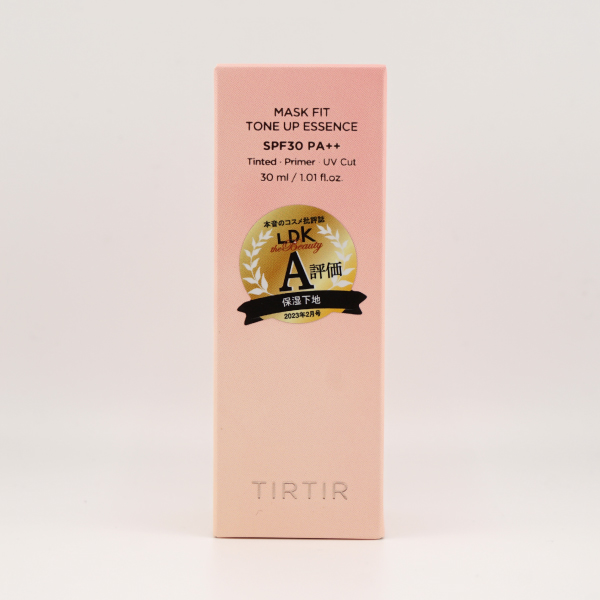 MASK FIT
TONE UP ESSENCE
SPF30 PA++
Tinted · Primer · UV Cut
30 ml / 1.01 fl.oz.
本音のコスメ批評誌
LDK
the Beauty
A評価
保湿下地
2023年2月号
TIRTIR